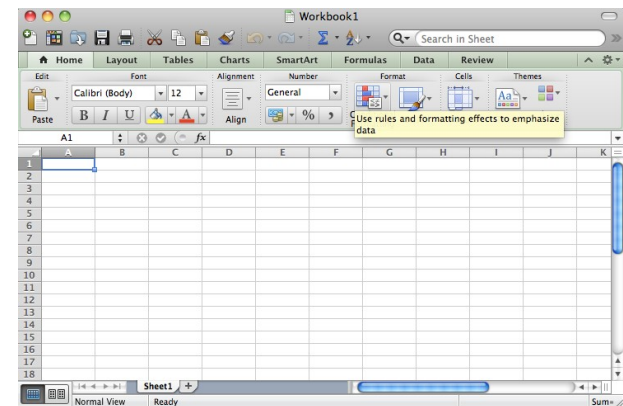 Workbook1
Search in Sheet
Home Layout Tables Charts SmartArt Formulas Data Review
Edit Font Alignment Number Format Cells Themes
Calibri (Body) 12 General Aa
Paste B I U A Align % ,
Use rules and formatting effects to emphasize
data
A1 fx
A B C D E F G H I J K
1
2
3
4
5
6
7
8
9
10
11
12
13
14
15
16
17
18
Sheet1
Normal View Ready Sum=